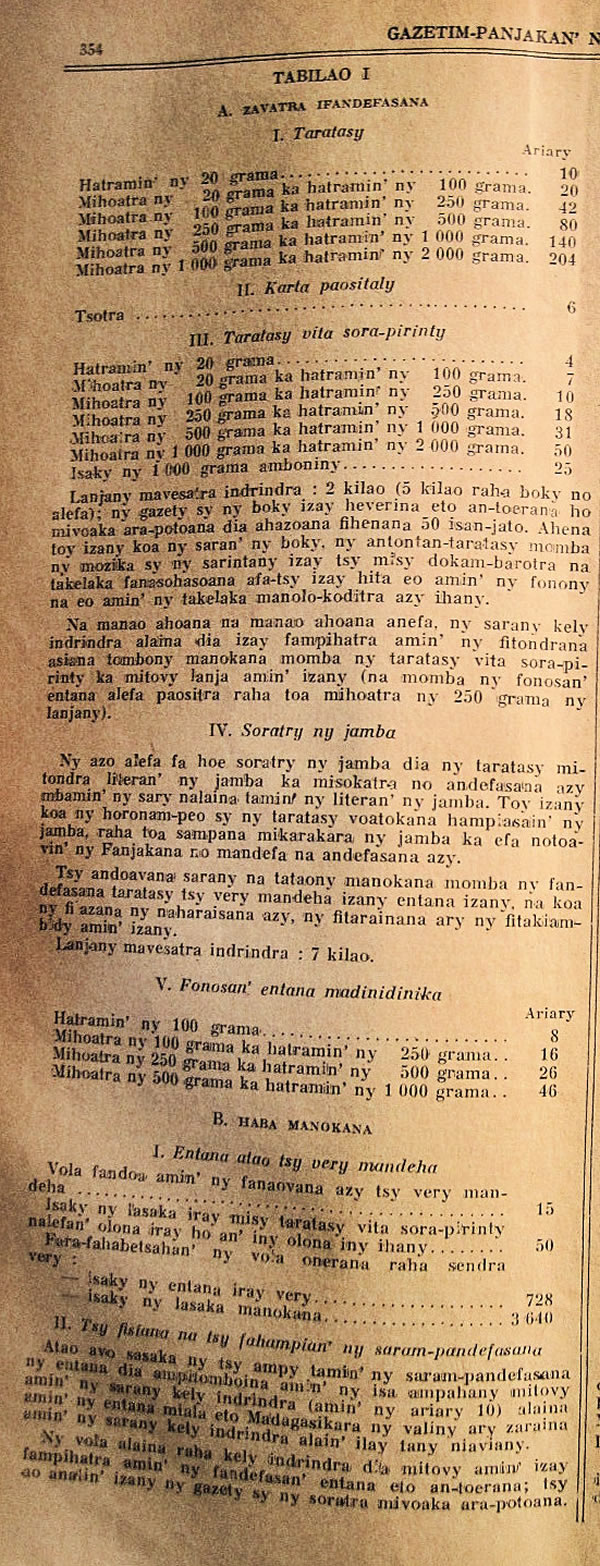 354 GAZETIM-PANJAKAN' N
TABILAO I
A. ZAVATRA IFANDEFASANA
I. Taratasy
Ariary
Hatramin' ny 20 grama.............................. 10
Mihoatra ny 20 grama ka hatramin' ny 100 grama. 20
Mihoatra ny 100 grama ka hatramin' ny 250 grama. 42
Mihoatra ny 250 grama ka hatramin' ny 500 grama. 80
Mihoatra ny 500 grama ka hatramin' ny 1 000 grama. 140
Mihoatra ny 1 000 grama ka hatramin' ny 2 000 grama. 204
II. Karta paositaly
Tsotra .............................................. 6
III. Taratasy vita sora-pirinty
Hatramin' ny 20 grama.............................. 4
Mihoatra ny 20 grama ka hatramin' ny 100 grama. 7
Mihoatra ny 100 grama ka hatramin' ny 250 grama. 10
Mihoatra ny 250 grama ka hatramin' ny 500 grama. 18
Mihoatra ny 500 grama ka hatramin' ny 1 000 grama. 31
Mihoatra ny 1 000 grama ka hatramin' ny 2 000 grama. 50
Isaky ny 1 000 grama amboniny...................... 25
Lanjany mavesatra indrindra : 2 kilao (5 kilao raha boky no
alefa); ny gazety sy ny boky izay heverina eto an-toerana ho
mivoaka ara-potoana dia ahazoana fihenana 50 isan-jato. Ahena
toy izany koa ny saran' ny boky, ny antontan-taratasy momba
ny mozika sy ny sarintany izay tsy misy dokam-barotra na
takelaka fanasohasoana afa-tsy izay hita eo amin' ny fonony
na eo amin' ny takelaka manolo-koditra azy ihany.
Na manao ahoana na manao ahoana anefa, ny sarany kely
indrindra alaina dia izay fampihatra amin' ny fitondrana
asiana tombony manokana momba ny taratasy vita sora-pi-
rinty ka mitovy lanja amin' izany (na momba ny fonosan'
entana alefa paositra raha toa mihoatra ny 250 grama ny
lanjany).
IV. Soratry ny jamba
Ny azo alefa fa hoe soratry ny jamba dia ny taratasy mi-
tondra literan' ny jamba ka misokatra no andefasana azy
mbamin' ny sary nalaina tamin' ny literan' ny jamba. Toy izany
koa ny horonam-peo sy ny taratasy voatokana hampiasain' ny
jamba, raha toa sampana mikarakara ny jamba ka efa notoa-
vin' ny Fanjakana no mandefa na andefasana azy.
Tsy andoavana sarany na tataony manokana momba ny fan-
defasana taratasy tsy very mandeha izany entana izany, na koa
ny fi azana ny naharaisana azy, ny fitarainana ary ny fitakiam-
bidy amin' izany.
Lanjany mavesatra indrindra : 7 kilao.
V. Fonosan' entana madinidinika
Ariary
Hatramin' ny 100 grama.............................. 8
Mihoatra ny 100 grama ka hatramin' ny 250 grama.. 16
Mihoatra ny 250 grama ka hatramin' ny 500 grama.. 26
Mihoatra ny 500 grama ka hatramin' ny 1 000 grama.. 46
B. HABA MANOKANA
I. Entana atao tsy very mandeha
Vola fandoa amin' ny fanaovana azy tsy very man-
deha .............................................. 15
Isaky ny lasaka iray misy taratasy vita sora-pirinty
nalefan' olona iray ho an' iny olona iny ihany........ 50
Fara-fahabetsahan' ny vola onerana raha sendra
very :
— isaky ny entana iray very...................... 728
— isaky ny lasaka manokana...................... 3 640
II. Tsy fisiana na tsy fahampian' ny saram-pandefasana
Atao avo sasaka ny tsy ampy tamin' ny saram-pandefasana
ny entana dia ampitomboina amin' ny isa ampahany mitovy
amin' ny sarany kely indrindra (amin' ny ariary 10) alaina
amin' ny entana miala eto Madagasikara ny valiny ary zaraina
amin' ny sarany kely indrindra alain' ilay tany niaviany.
Ny vola alaina raha kely indrindra dia mitovy amin' izay
fampihatra amin' ny fandefasan' entana eto an-toerana; tsy
ao anatin' izany ny gazety sy ny soratra mivoaka ara-potoana.